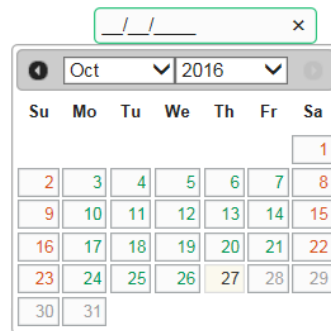 __/__/____ ×
Oct 2016
Su Mo Tu We Th Fr Sa
1
2 3 4 5 6 7 8
9 10 11 12 13 14 15
16 17 18 19 20 21 22
23 24 25 26 27 28 29
30 31